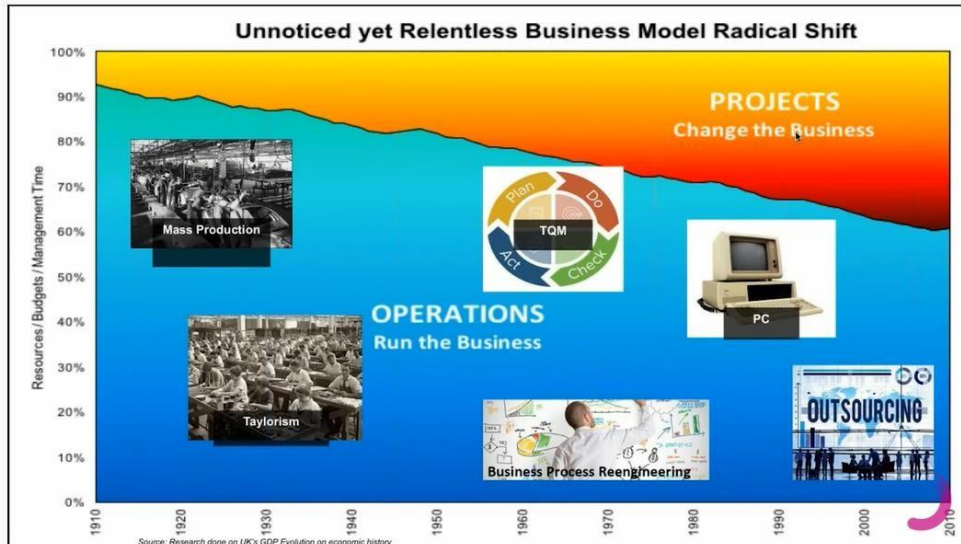 Unnoticed yet Relentless Business Model Radical Shift
100%
90%
80%
70%
60%
50%
40%
30%
20%
10%
0%
Resources / Budgets / Management Time
PROJECTS
Change the Business
Mass Production
Plan
Do
TQM
Act
Check
OPERATIONS
Run the Business
PC
Taylorism
Business Process Reengineering
OUTSOURCING
1910
1920
1930
1940
1950
1960
1970
1980
1990
2000
2010
Source: Research done on UK's GDP Evolution on economic history